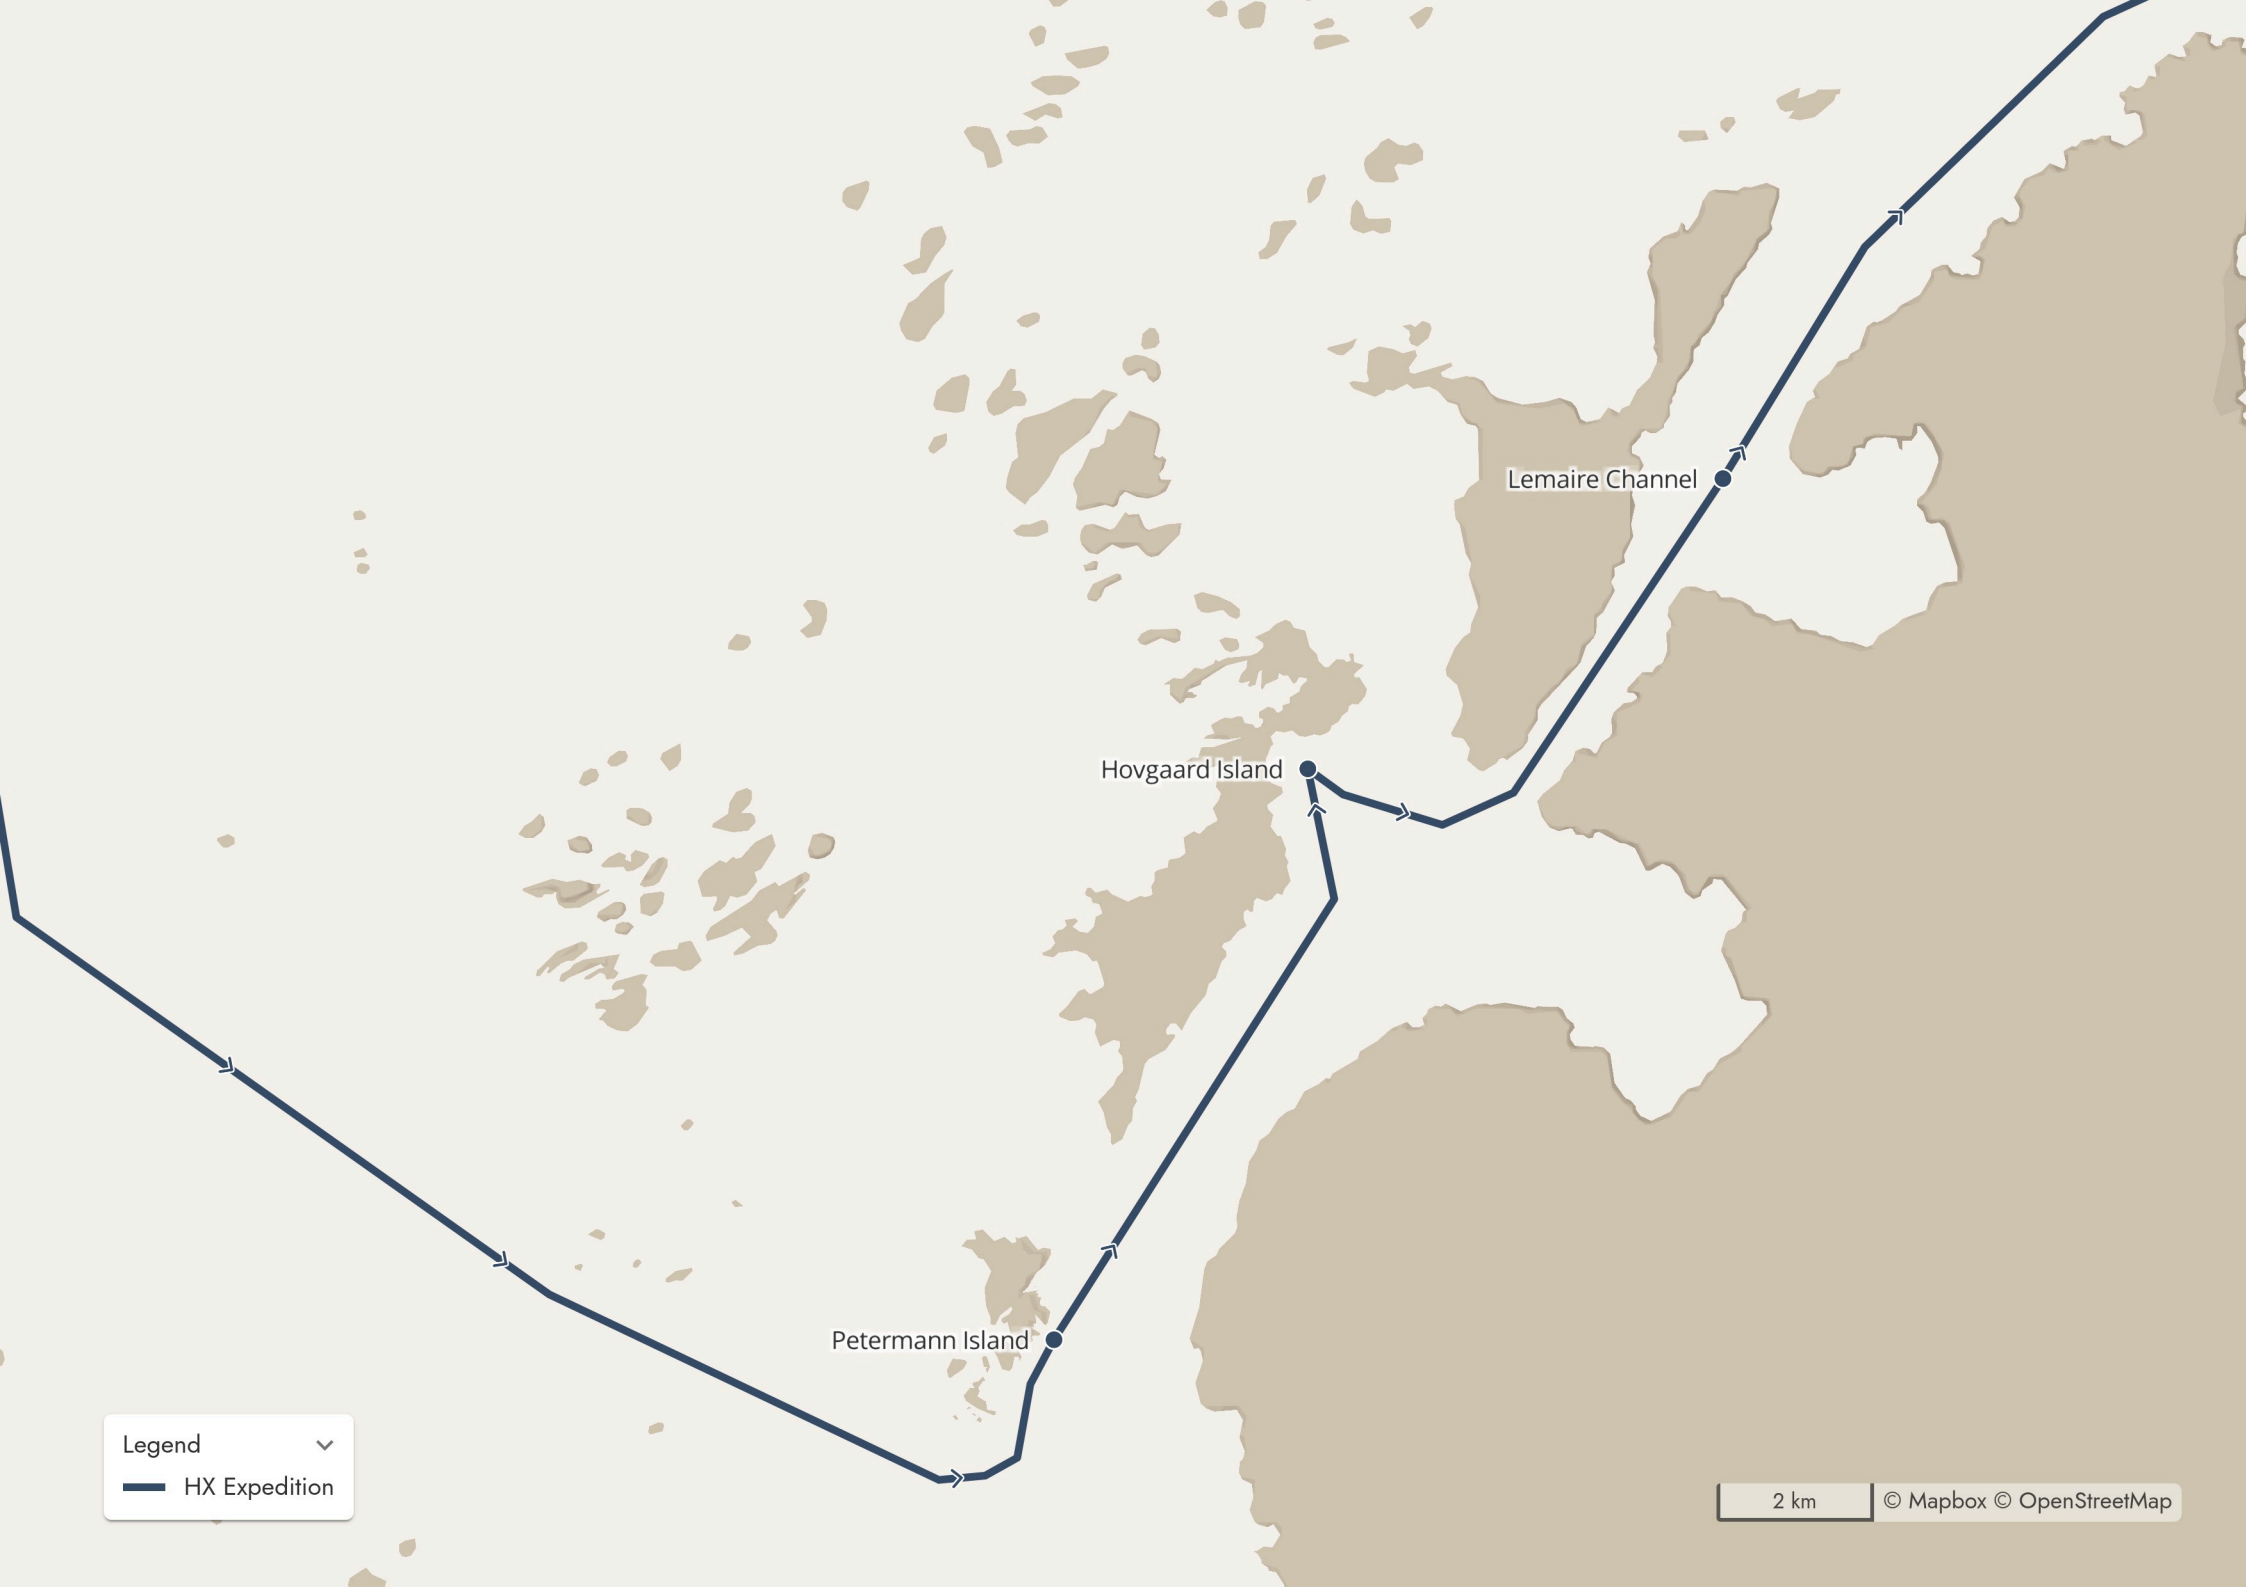 Lemaire Channel
Hovgaard Island
Petermann Island
Legend
HX Expedition
2 km
© Mapbox © OpenStreetMap